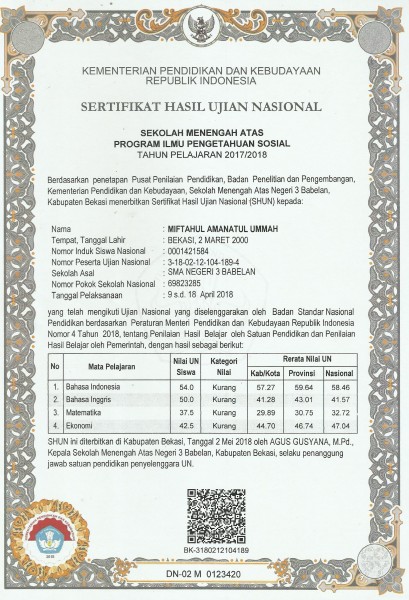 KEMENTERIAN PENDIDIKAN DAN KEBUDAYAAN
REPUBLIK INDONESIA
SERTIFIKAT HASIL UJIAN NASIONAL
SEKOLAH MENENGAH ATAS
PROGRAM ILMU PENGETAHUAN SOSIAL
TAHUN PELAJARAN 2017/2018
Berdasarkan penetapan Pusat Penilaian Pendidikan, Badan Penelitian dan Pengembangan,
Kementerian Pendidikan dan Kebudayaan, Sekolah Menengah Atas Negeri 3 Babelan,
Kabupaten Bekasi menerbitkan Sertifikat Hasil Ujian Nasional (SHUN) kepada:
Nama : MIFTAHUL AMANATUL UMMAH
Tempat, Tanggal Lahir : BEKASI, 2 MARET 2000
Nomor Induk Siswa Nasional : 0001421584
Nomor Peserta Ujian Nasional : 3-18-02-12-104-189-4
Sekolah Asal : SMA NEGERI 3 BABELAN
Nomor Pokok Sekolah Nasional : 69823285
Tanggal Pelaksanaan : 9 s.d. 18 April 2018
yang telah mengikuti Ujian Nasional yang diselenggarakan oleh Badan Standar Nasional
Pendidikan berdasarkan Peraturan Menteri Pendidikan dan Kebudayaan Republik Indonesia
Nomor 4 Tahun 2018, tentang Penilaian Hasil Belajar oleh Satuan Pendidikan dan Penilaian
Hasil Belajar oleh Pemerintah, dengan hasil sebagai berikut:
No Mata Pelajaran Nilai UN Siswa Kategori Nilai Rerata Nilai UN
Kab/Kota Provinsi Nasional
1. Bahasa Indonesia 54.0 Kurang 57.27 59.64 58.46
2. Bahasa Inggris 50.0 Kurang 41.28 43.01 41.57
3. Matematika 37.5 Kurang 29.89 30.75 32.72
4. Ekonomi 42.5 Kurang 44.70 46.74 47.04
SHUN ini diterbitkan di Kabupaten Bekasi, Tanggal 2 Mei 2018 oleh AGUS GUSYANA, M.Pd.,
Kepala Sekolah Menengah Atas Negeri 3 Babelan, Kabupaten Bekasi, selaku penanggung
jawab satuan pendidikan penyelenggara UN.
BK-3180212104189
2018
DN-02 M 0123420